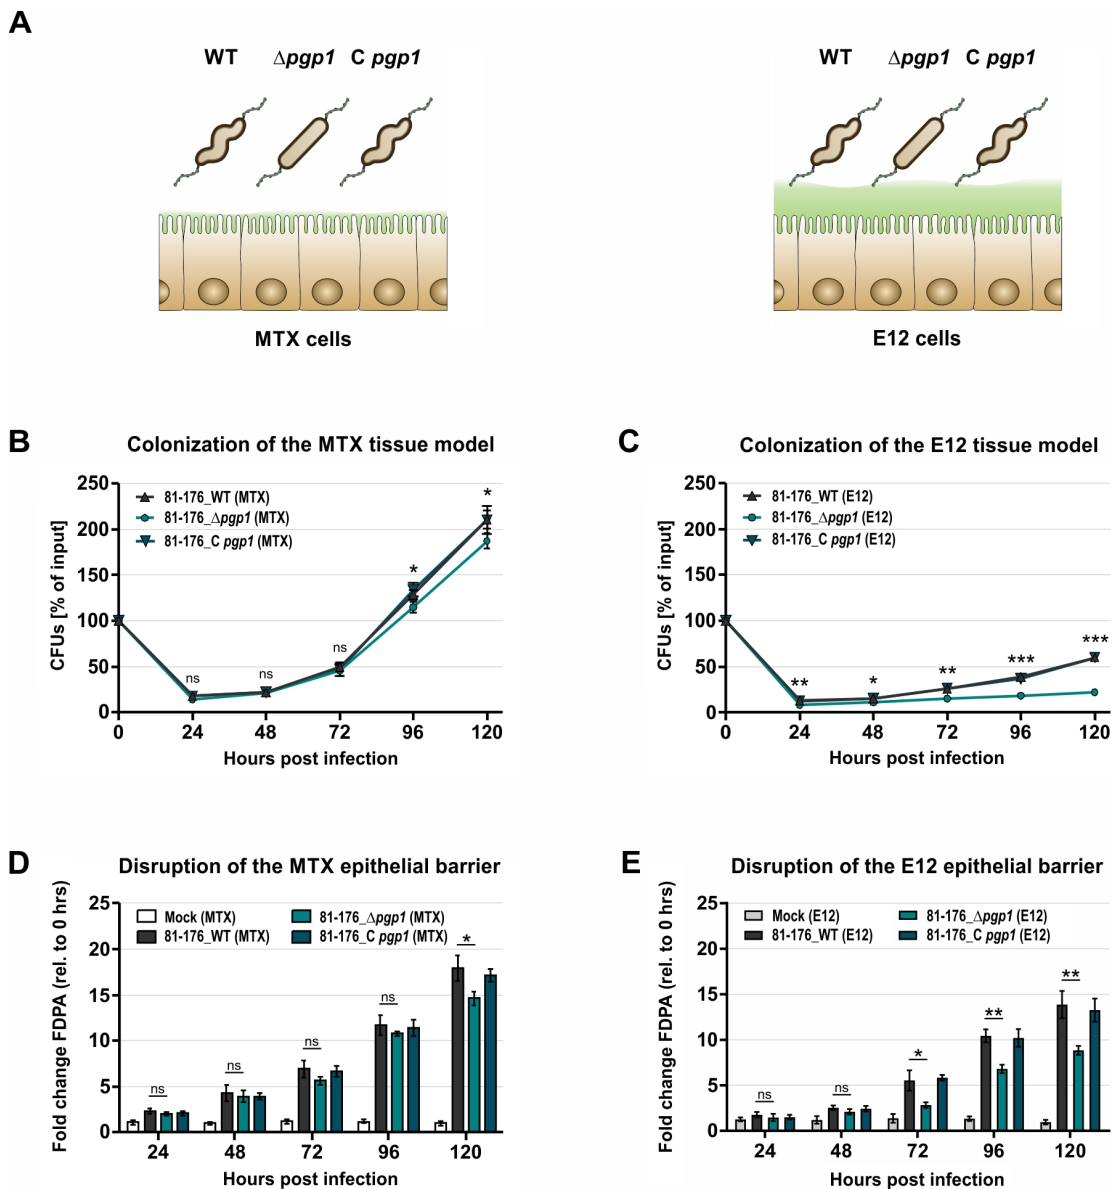 A
WT Δpgp1 C pgp1
WT Δpgp1 C pgp1
MTX cells
E12 cells
B
Colonization of the MTX tissue model
CFUs [% of input]
250
200
150
100
50
0
81-176_WT (MTX)
81-176_Δpgp1 (MTX)
81-176_C pgp1 (MTX)
ns
ns
ns
*
*
0 24 48 72 96 120
Hours post infection
C
Colonization of the E12 tissue model
CFUs [% of input]
250
200
150
100
50
0
81-176_WT (E12)
81-176_Δpgp1 (E12)
81-176_C pgp1 (E12)
**
*
**
***
***
0 24 48 72 96 120
Hours post infection
D
Disruption of the MTX epithelial barrier
Fold change FDPA (rel. to 0 hrs)
25
20
15
10
5
0
Mock (MTX)
81-176_WT (MTX)
81-176_Δpgp1 (MTX)
81-176_C pgp1 (MTX)
ns
ns
ns
ns
*
24 48 72 96 120
Hours post infection
E
Disruption of the E12 epithelial barrier
Fold change FDPA (rel. to 0 hrs)
25
20
15
10
5
0
Mock (E12)
81-176_WT (E12)
81-176_Δpgp1 (E12)
81-176_C pgp1 (E12)
ns
ns
*
**
**
24 48 72 96 120
Hours post infection